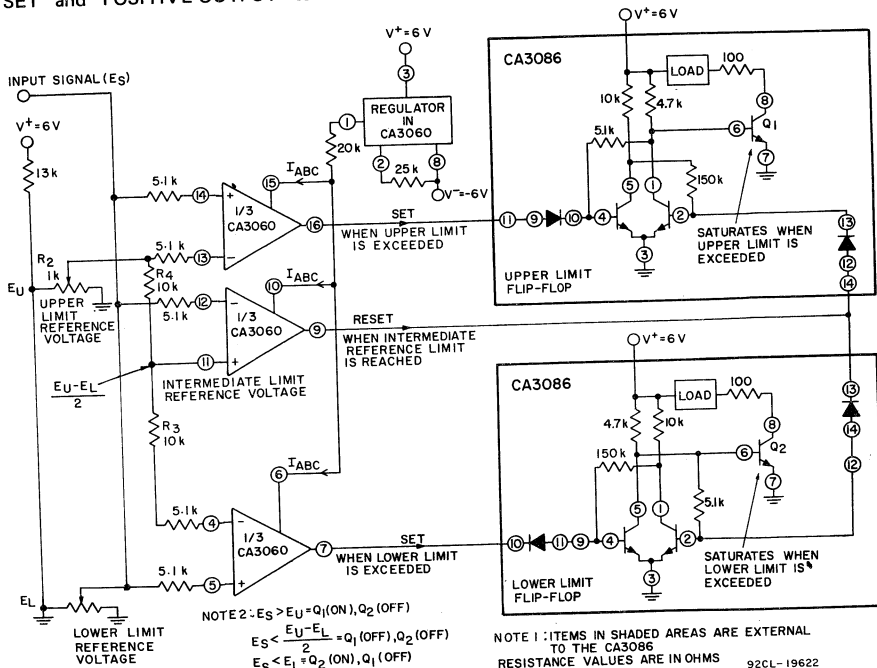 SET and POSITIVE OUTPUT
V+=6V
3
REGULATOR
IN
CA3060
1
2
8
20k
25k
V-=-6V
INPUT SIGNAL (ES)
V+=6V
13k
5.1k
14
+
1/3
CA3060
-
15
IABC
16
SET
WHEN UPPER LIMIT
IS EXCEEDED
5.1k
13
R2
1k
EU
UPPER
LIMIT
REFERENCE
VOLTAGE
R4
10k
5.1k
12
-
1/3
CA3060
+
10
IABC
9
RESET
WHEN INTERMEDIATE
REFERENCE LIMIT
IS REACHED
11
EU-EL
2
INTERMEDIATE LIMIT
REFERENCE VOLTAGE
R3
10k
6
IABC
5.1k
4
-
1/3
CA3060
+
7
SET
WHEN LOWER LIMIT
IS EXCEEDED
5.1k
5
EL
LOWER LIMIT
REFERENCE
VOLTAGE
NOTE 2:-ES>EU=Q1(ON),Q2(OFF)
ES<EU-EL/2=Q1(OFF),Q2(OFF)
ES<EL=Q2(ON),Q1(OFF)
V+=6V
CA3086
LOAD
100
10k
4.7k
8
6
Q1
7
5.1k
5
1
150k
11
9
10
4
2
3
SATURATES WHEN
UPPER LIMIT IS
EXCEEDED
UPPER LIMIT
FLIP-FLOP
13
12
14
V+=6V
CA3086
LOAD
100
4.7k
10k
8
6
Q2
7
150k
5
1
5.1k
10
11
9
4
2
3
SATURATES WHEN
LOWER LIMIT IS
EXCEEDED
LOWER LIMIT
FLIP-FLOP
13
14
12
NOTE 1: ITEMS IN SHADED AREAS ARE EXTERNAL
TO THE CA3086
RESISTANCE VALUES ARE IN OHMS
92CL-19622